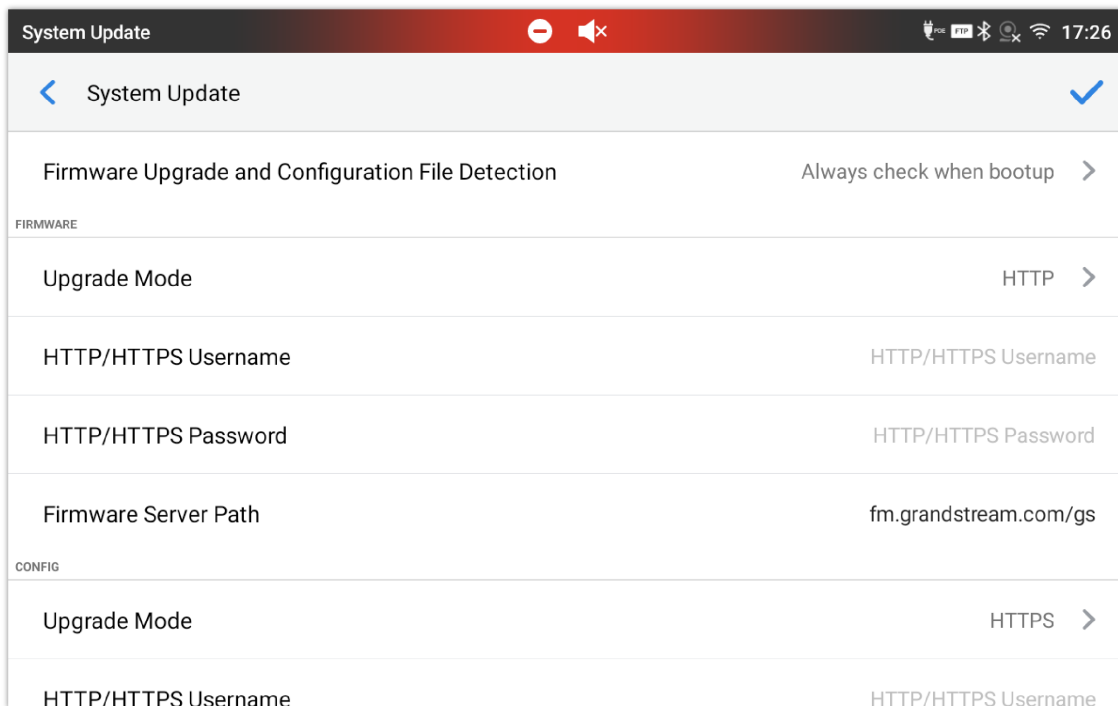 System Update
POE FTP 17:26
System Update
Firmware Upgrade and Configuration File Detection Always check when bootup
FIRMWARE
Upgrade Mode HTTP
HTTP/HTTPS Username HTTP/HTTPS Username
HTTP/HTTPS Password HTTP/HTTPS Password
Firmware Server Path fm.grandstream.com/gs
CONFIG
Upgrade Mode HTTPS
HTTP/HTTPS Username HTTP/HTTPS Username